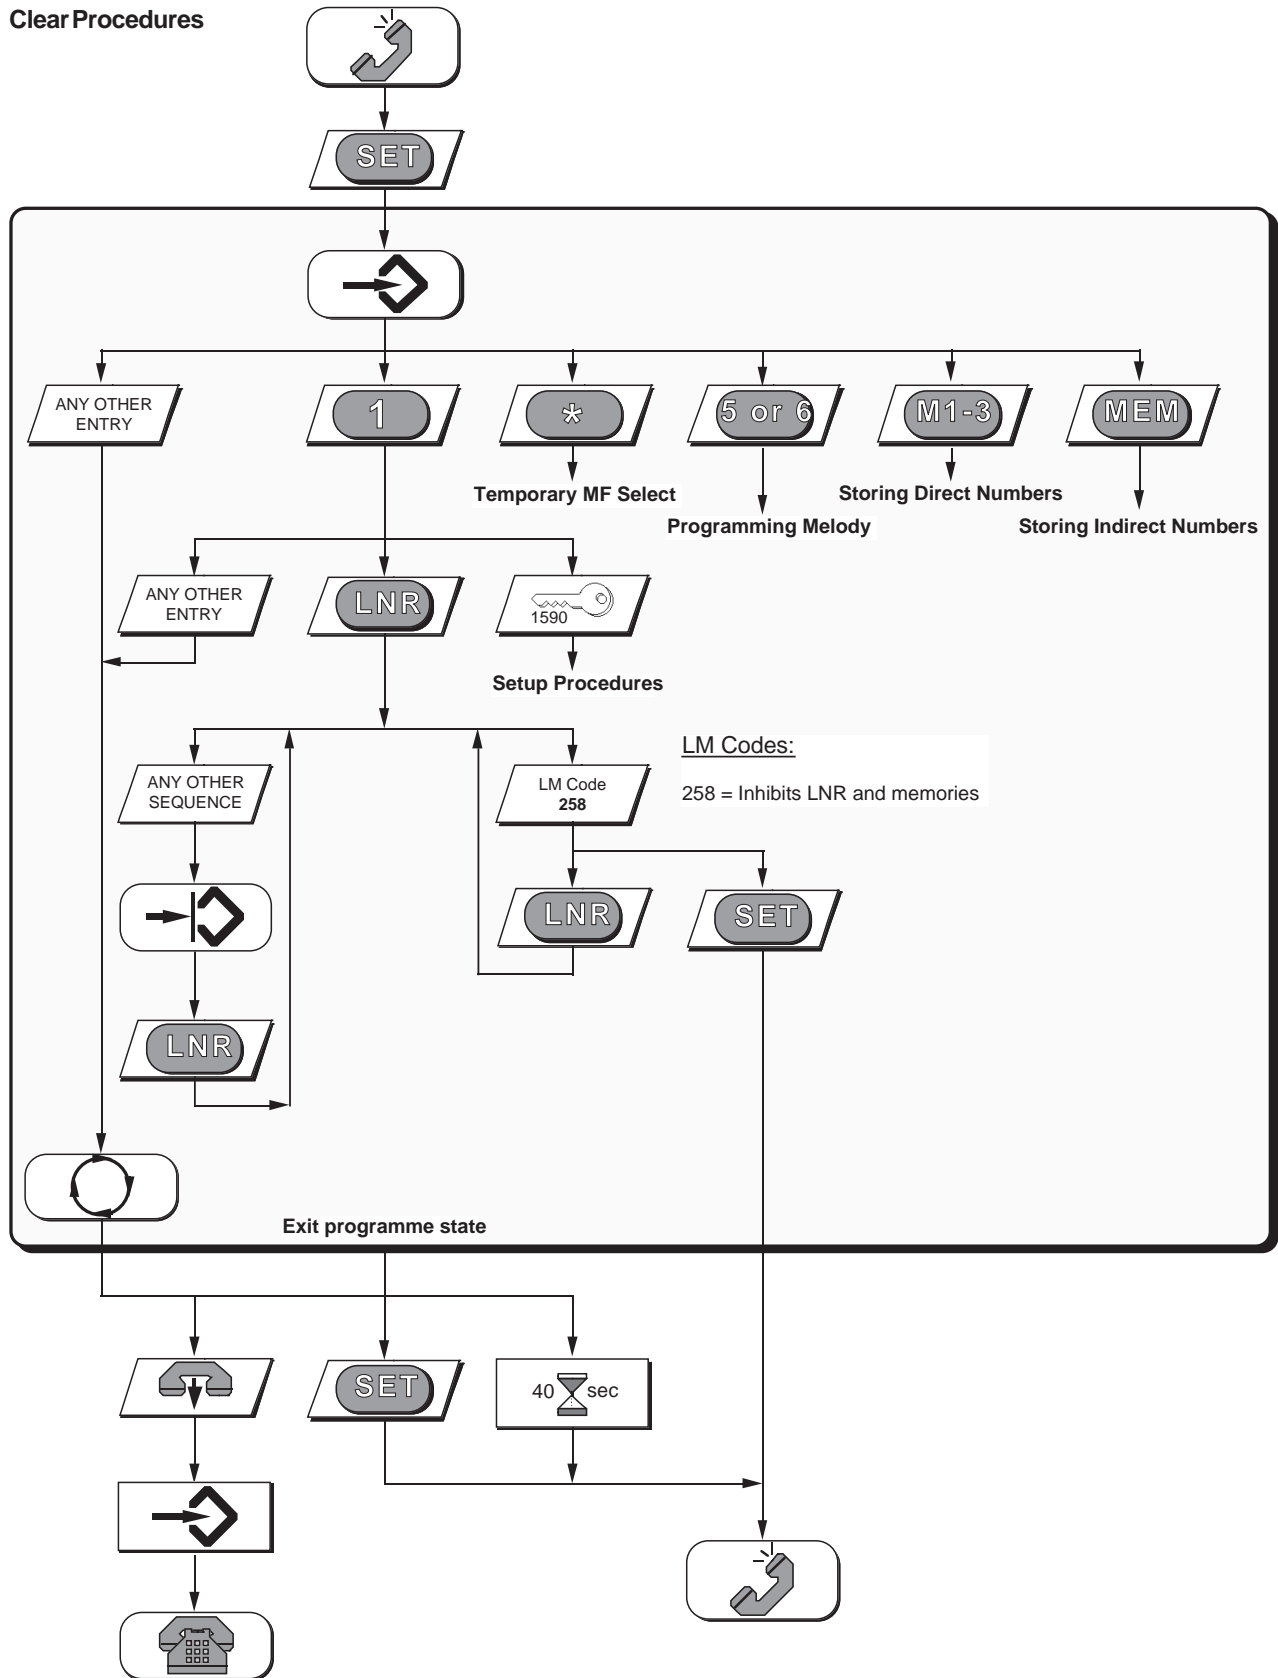 Clear Procedures
SET
ANY OTHER
ENTRY
1
*
5 or 6
M1-3
MEM
Temporary MF Select
Storing Direct Numbers
Programming Melody
Storing Indirect Numbers
ANY OTHER
ENTRY
LNR
1590
Setup Procedures
ANY OTHER
SEQUENCE
LM Code
258
LM Codes:
258 = Inhibits LNR and memories
LNR
SET
LNR
Exit programme state
SET
40 sec